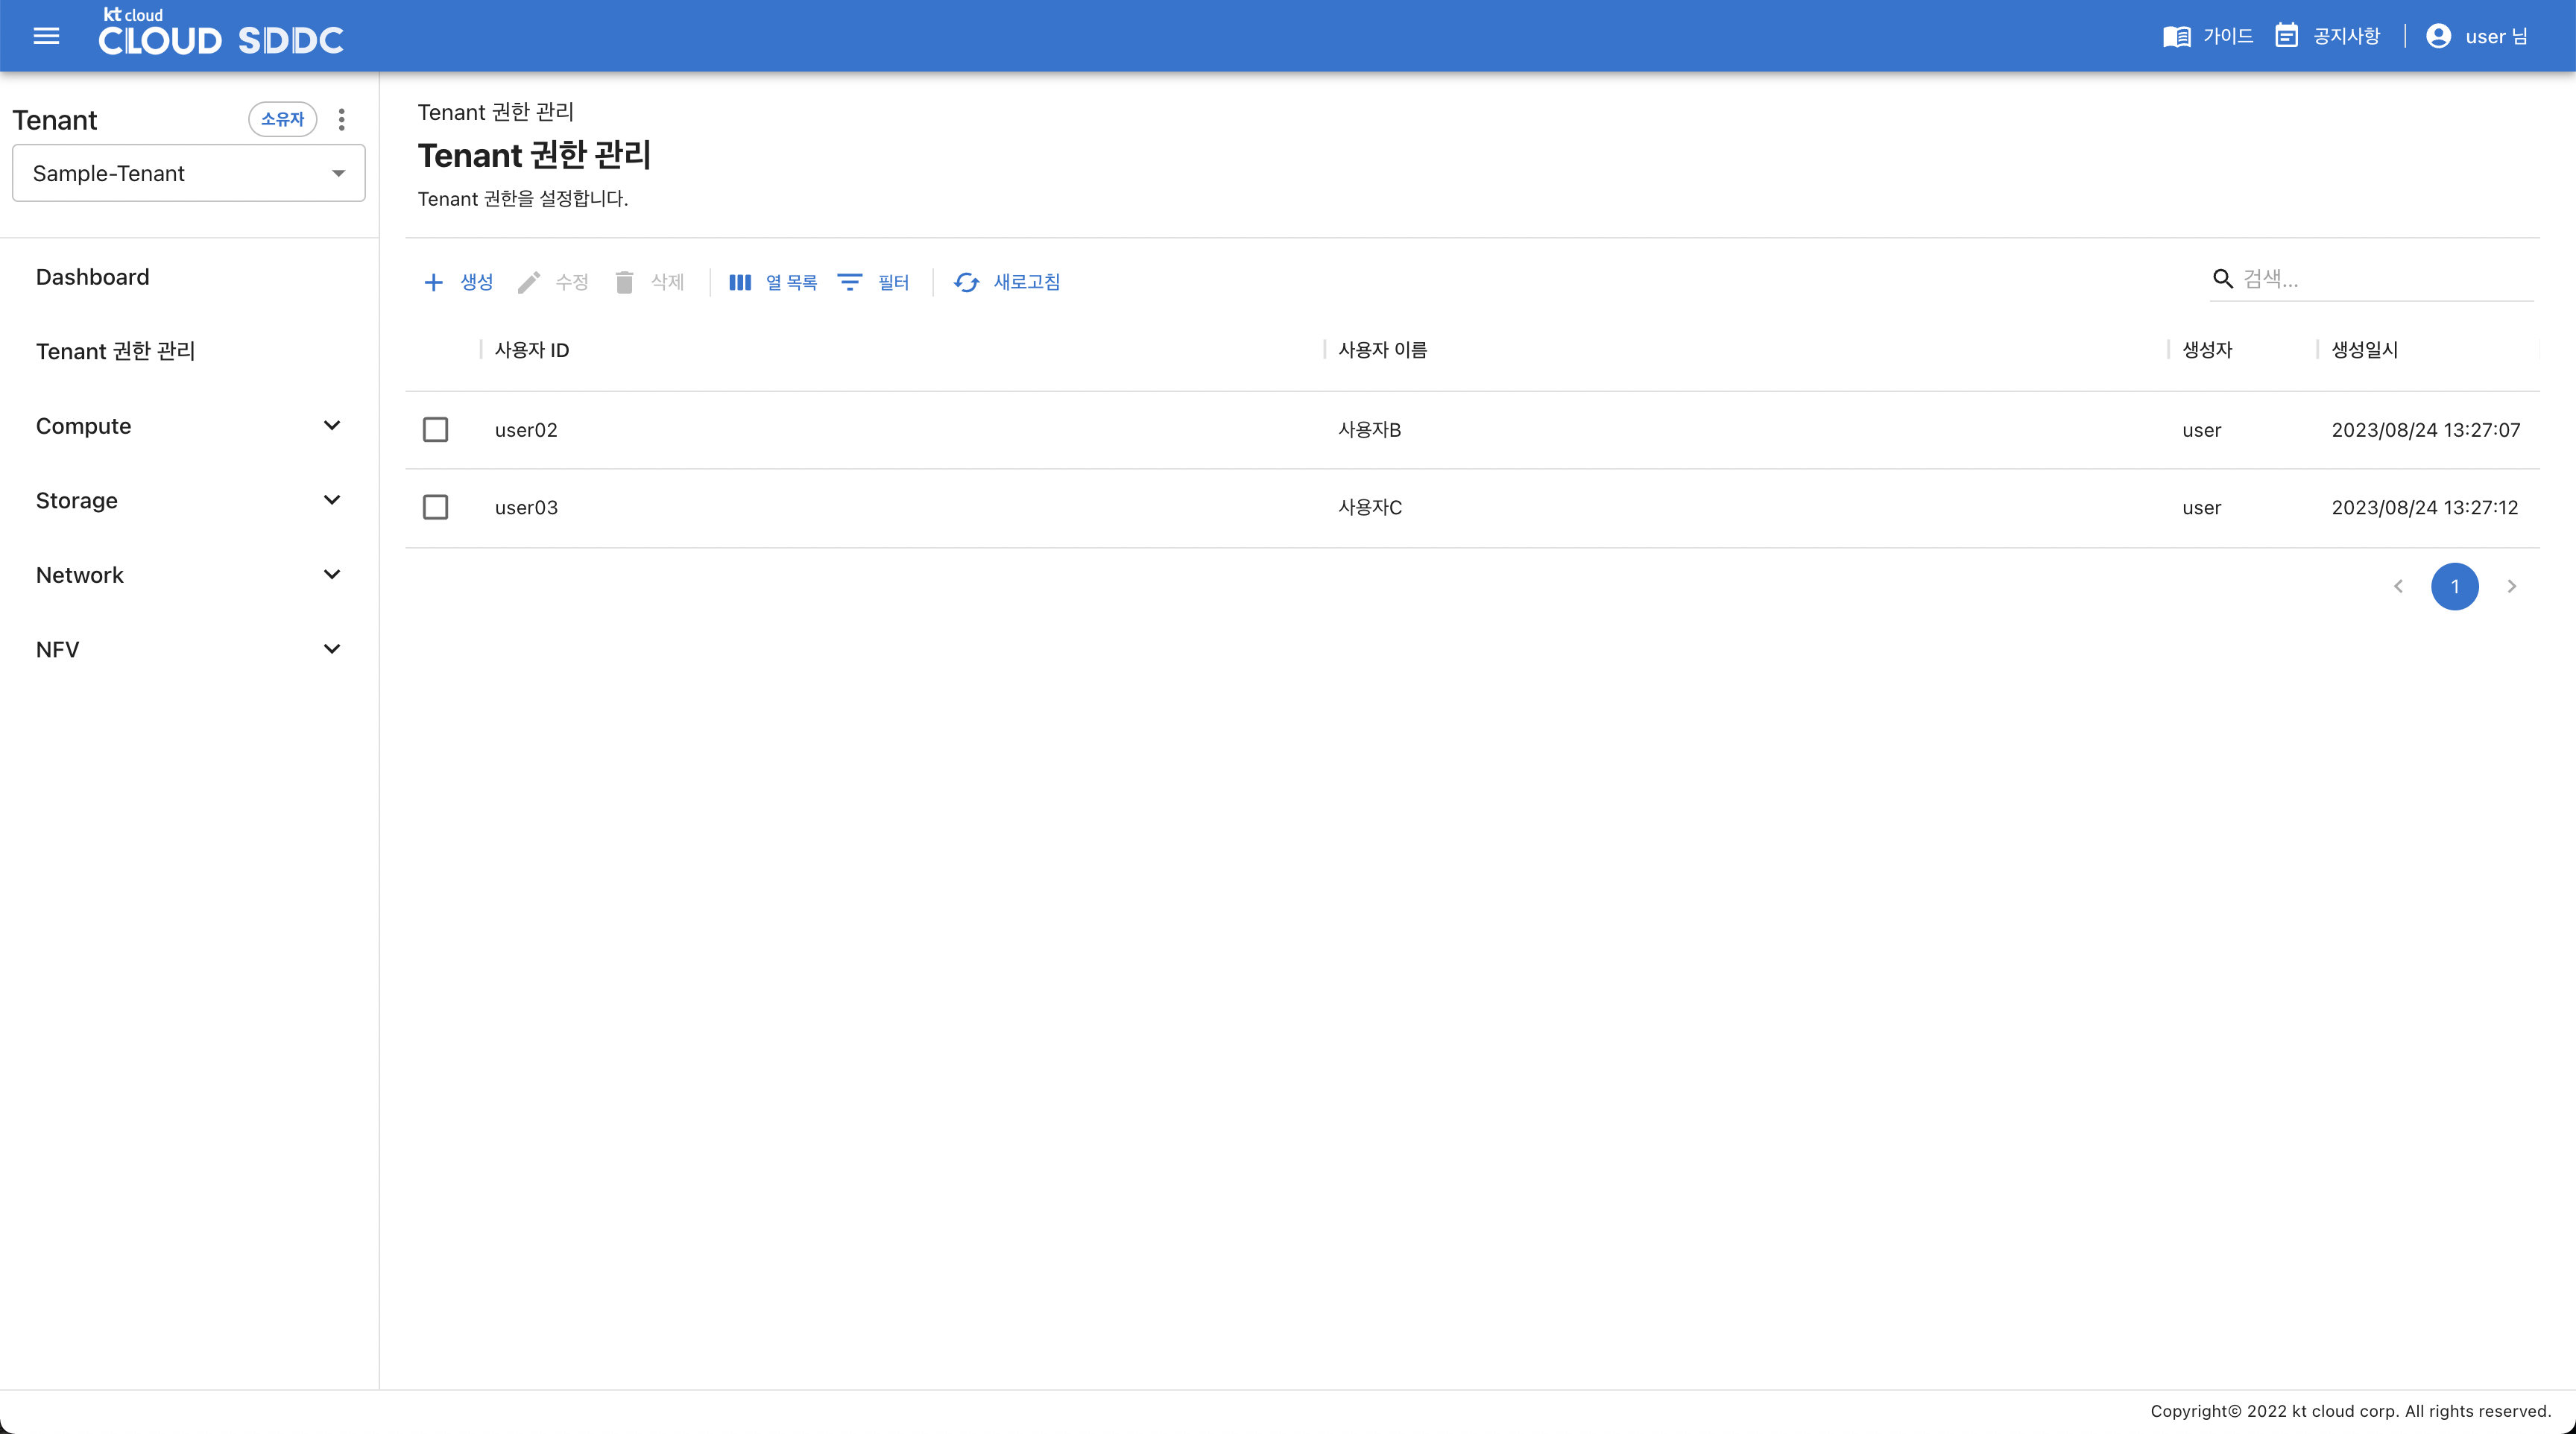 kt cloud
CLOUD SDDC
가이드
공지사항
user 님
Tenant
소유자
Sample-Tenant
Dashboard
Tenant 권한 관리
Compute
Storage
Network
NFV
Tenant 권한 관리
Tenant 권한 관리
Tenant 권한을 설정합니다.
생성 수정 삭제 열 목록 필터 새로고침
검색...
사용자 ID 사용자 이름 생성자 생성일시
user02 사용자B user 2023/08/24 13:27:07
user03 사용자C user 2023/08/24 13:27:12
1
Copyright© 2022 kt cloud corp. All rights reserved.